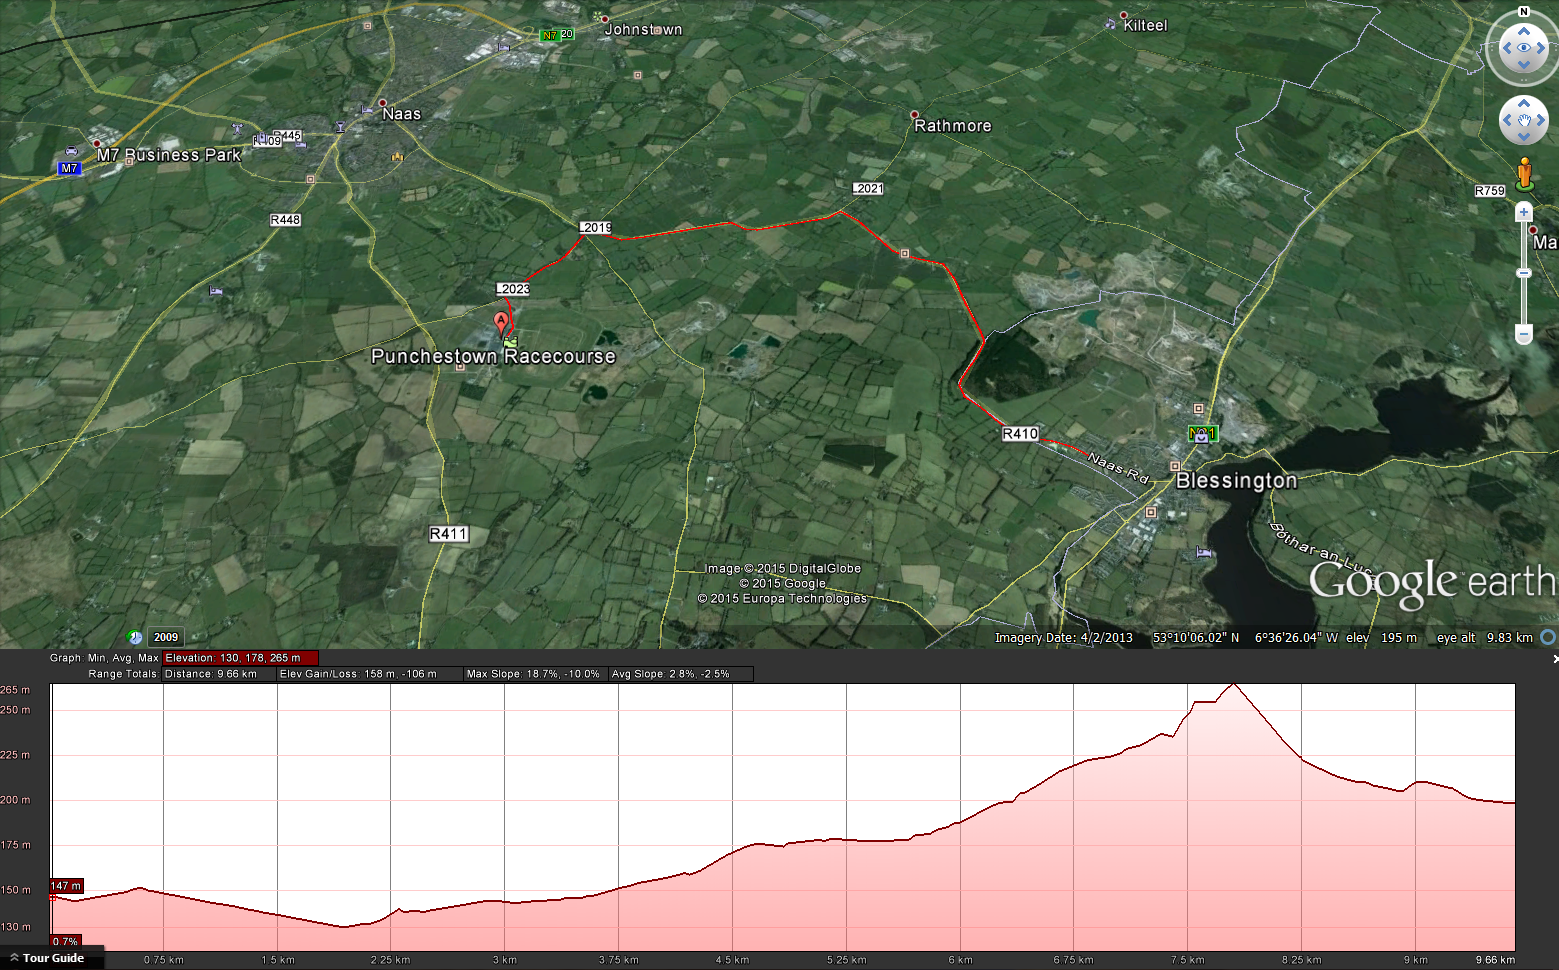 N7
20
Johnstown
Kilteel
N
Naas
Rathmore
R445
M7 Business Park
M7
L2021
R759
R448
L2019
L2023
A
Punchestown Racecourse
R410
Naas Rd
Blessington
R411
Image © 2015 DigitalGlobe
© 2015 Google
© 2015 Europa Technologies
Google earth
2009
Imagery Date: 4/2/2013 53°10'06.02" N 6°36'26.04" W elev 195 m eye alt 9.83 km
Graph: Min, Avg, Max Elevation: 130, 178, 265 m
Range Totals: Distance: 9.66 km Elev Gain/Loss: 158 m, -106 m Max Slope: 18.7%, -10.0% Avg Slope: 2.8%, -2.5%
265 m
250 m
225 m
200 m
175 m
147 m
150 m
130 m
0.7%
Tour Guide
0.75 km 1.5 km 2.25 km 3 km 3.75 km 4.5 km 5.25 km 6 km 6.75 km 7.5 km 8.25 km 9 km 9.66 km